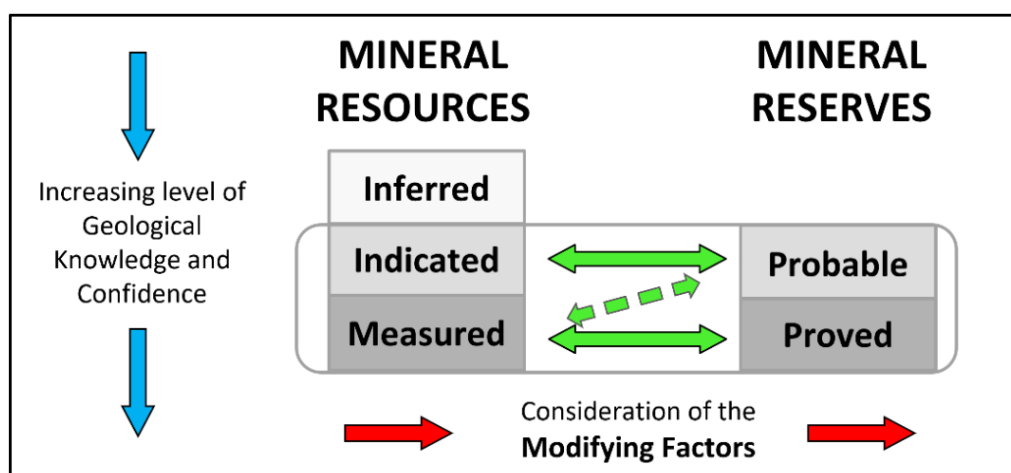 MINERAL
RESOURCES
MINERAL
RESERVES
Increasing level of
Geological
Knowledge and
Confidence
Inferred
Indicated
Probable
Measured
Proved
Consideration of the
Modifying Factors